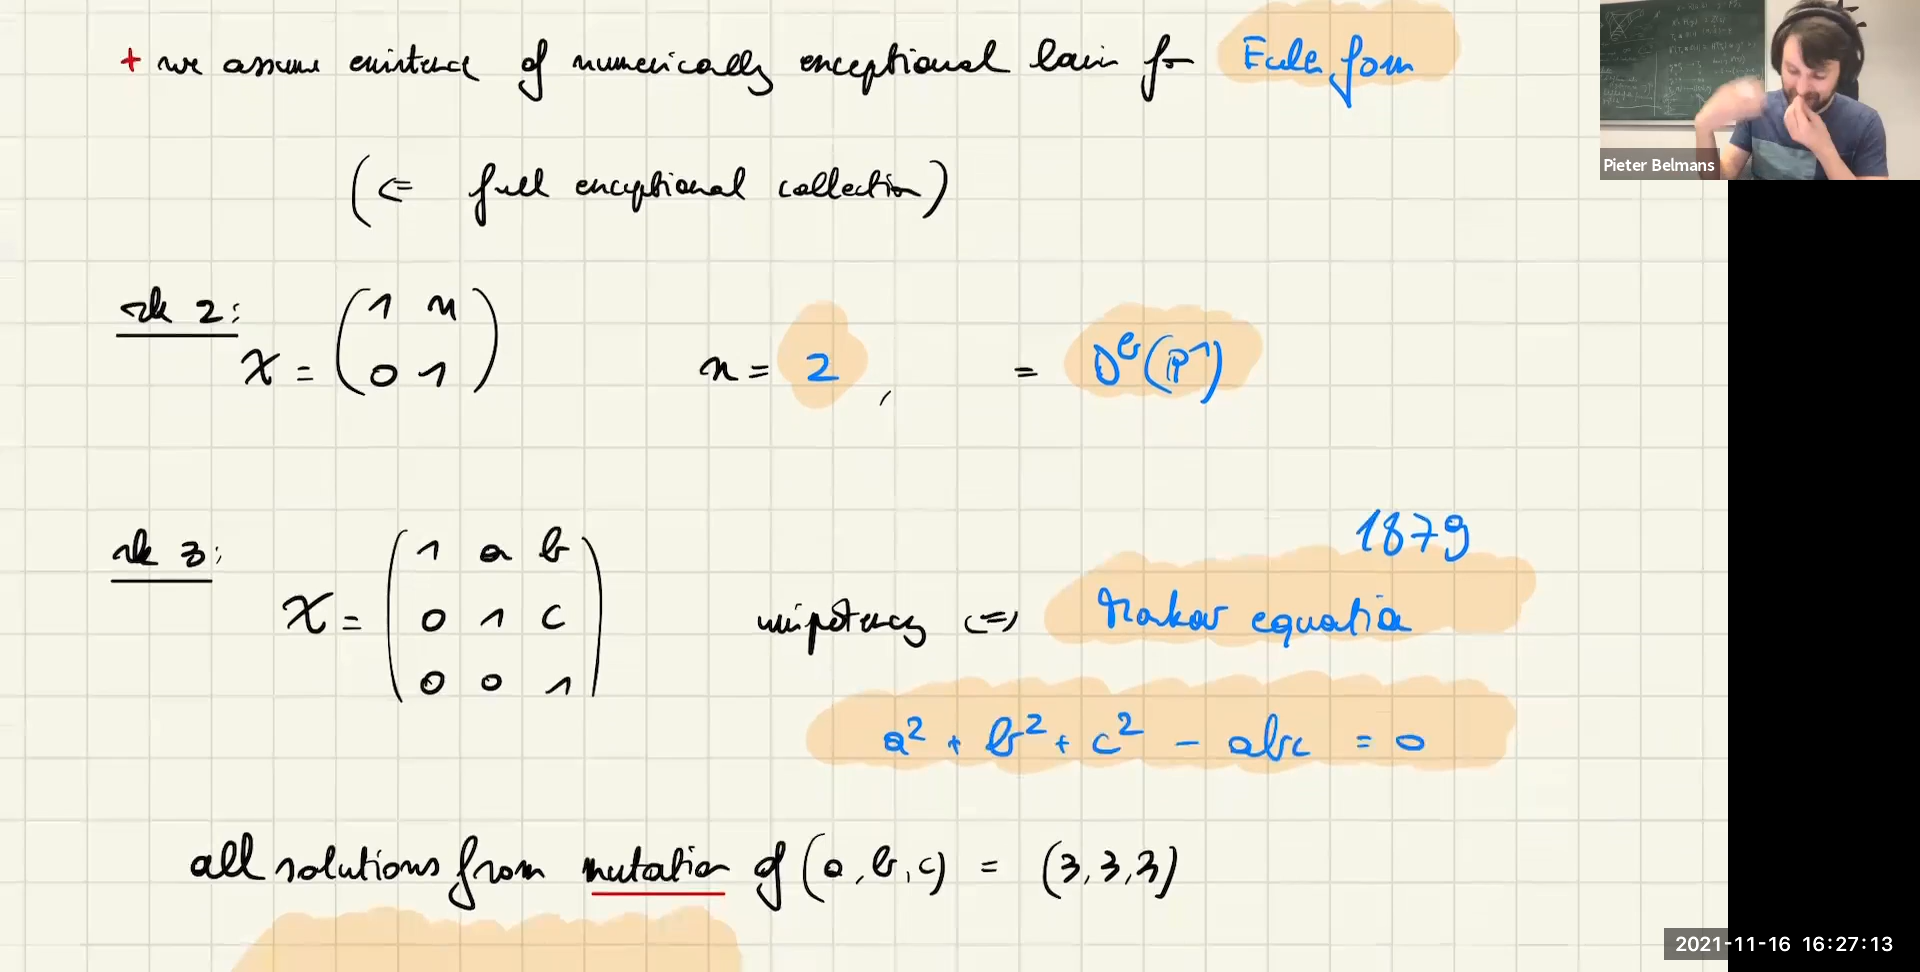 + we assume existence of numerically exceptional basis for Euler form
(⇐ full exceptional collection)
rk 2:
χ = (1 n
0 1)
n = 2 , = Dᵇ(ℙ¹)
rk 3:
χ = (1 a b
0 1 c
0 0 1)
1879
unipotency ⇔ Markov equation
a² + b² + c² - abc = 0
all solutions from mutation of (a, b, c) = (3, 3, 3)
Pieter Belmans
2021-11-16 16:27:13